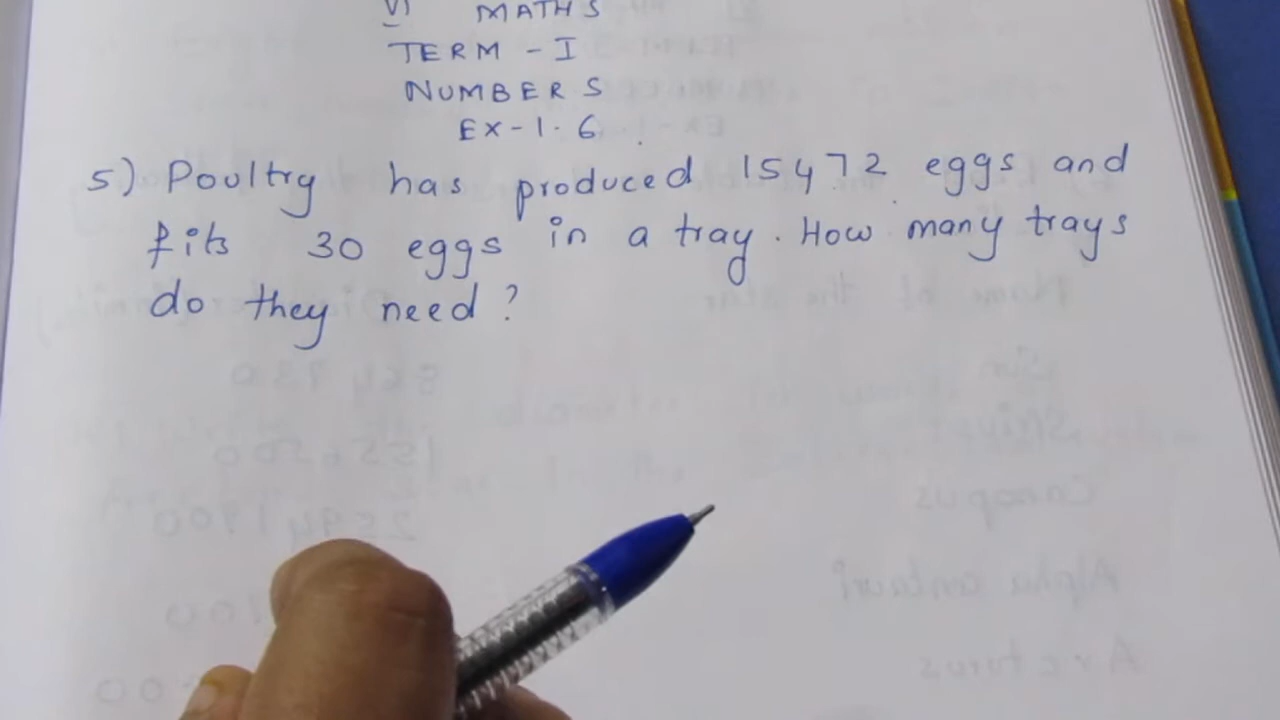 VI MATHS
TERM - I
NUMBERS
EX-1.6
5) Poultry has produced 15472 eggs and
fits 30 eggs in a tray. How many trays
do they need?